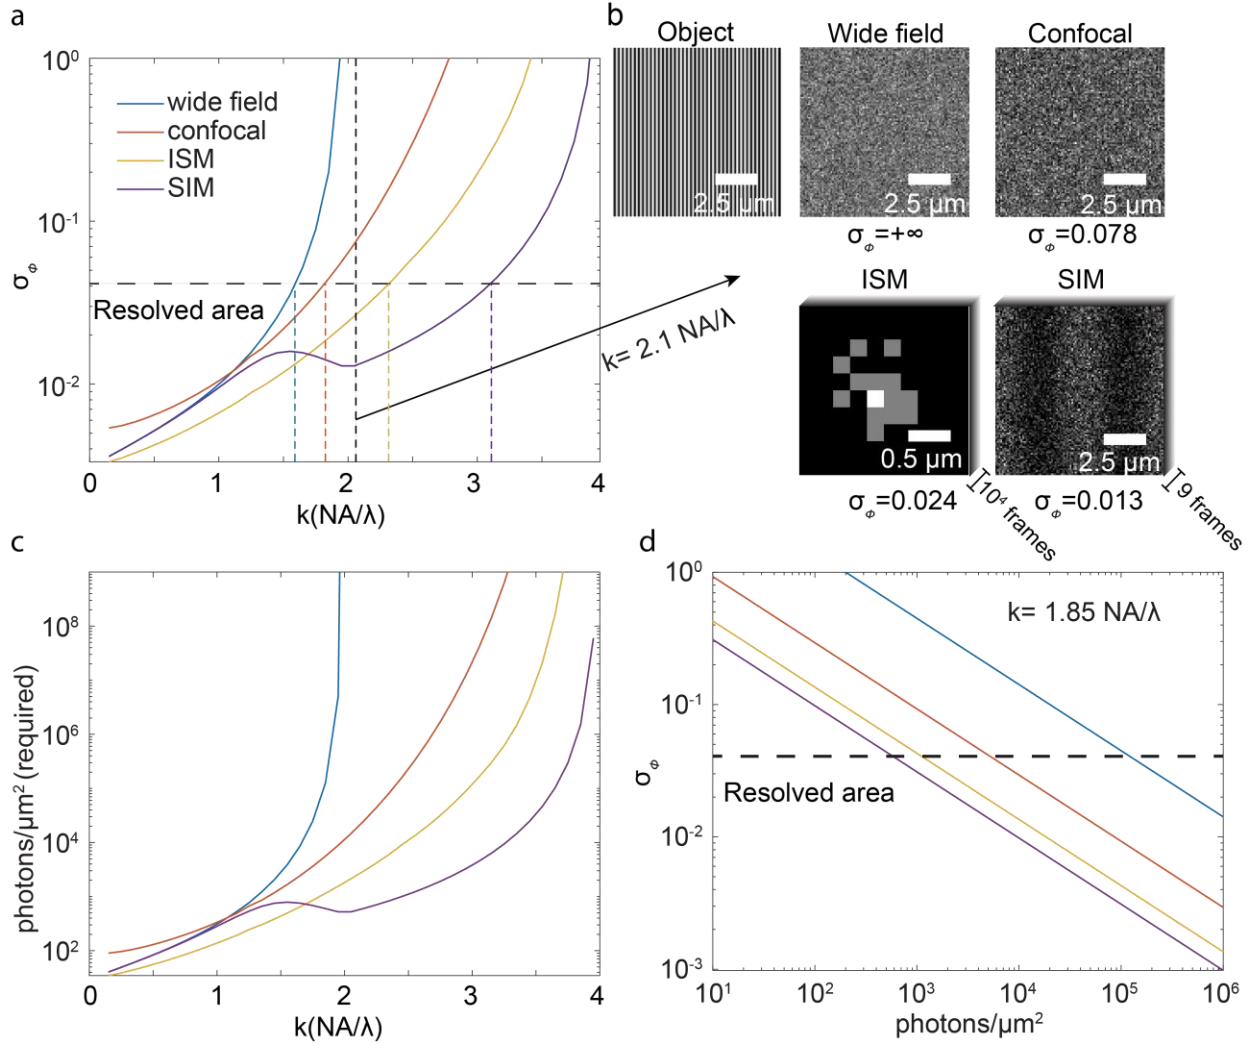 a
10⁰
10⁻¹
10⁻²
σ_Φ
wide field
confocal
ISM
SIM
Resolved area
0
1
2
3
4
k(NA/λ)
k= 2.1 NA/λ
b
Object
Wide field
Confocal
2.5 µm
2.5 µm
2.5 µm
σ_Φ=+∞
σ_Φ=0.078
ISM
SIM
0.5 µm
2.5 µm
σ_Φ=0.024
σ_Φ=0.013
10⁴ frames
9 frames
c
10⁸
10⁶
10⁴
10²
photons/µm² (required)
0
1
2
3
4
k(NA/λ)
d
10⁰
10⁻¹
10⁻²
10⁻³
σ_Φ
k= 1.85 NA/λ
Resolved area
10¹
10²
10³
10⁴
10⁵
10⁶
photons/µm²